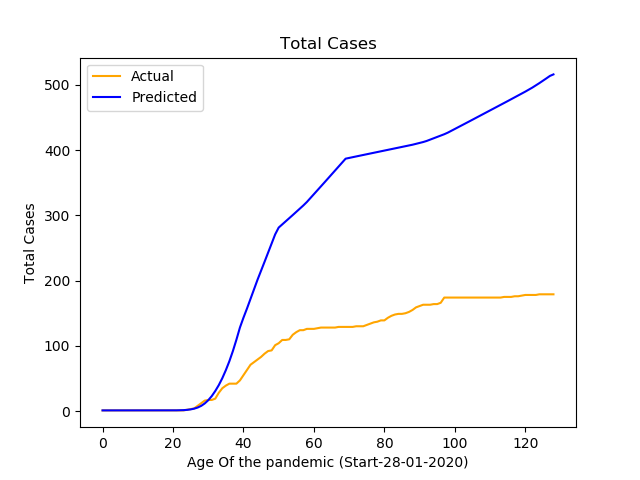 Total Cases
Actual
Predicted
500
400
300
200
100
0
Total Cases
0 20 40 60 80 100 120
Age Of the pandemic (Start-28-01-2020)